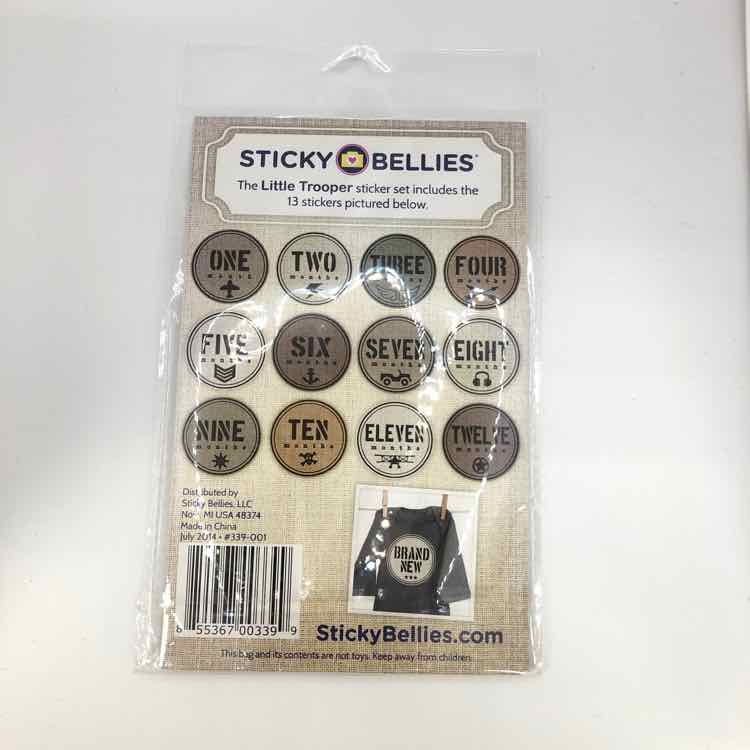 STICKY BELLIES
The Little Trooper sticker set includes the
13 stickers pictured below.
ONE
month
TWO
months
THREE
FOUR
months
FIVE
months
SIX
months
SEVEN
months
EIGHT
months
NINE
months
TEN
months
ELEVEN
months
TWELVE
months
Distributed by
Sticky Bellies, LLC
MI USA 48374
Made in China
July 2014 • #339-001
BRAND
NEW
8 55367 00339 9
StickyBellies.com
This bag and its contents are not toys. Keep away from children.